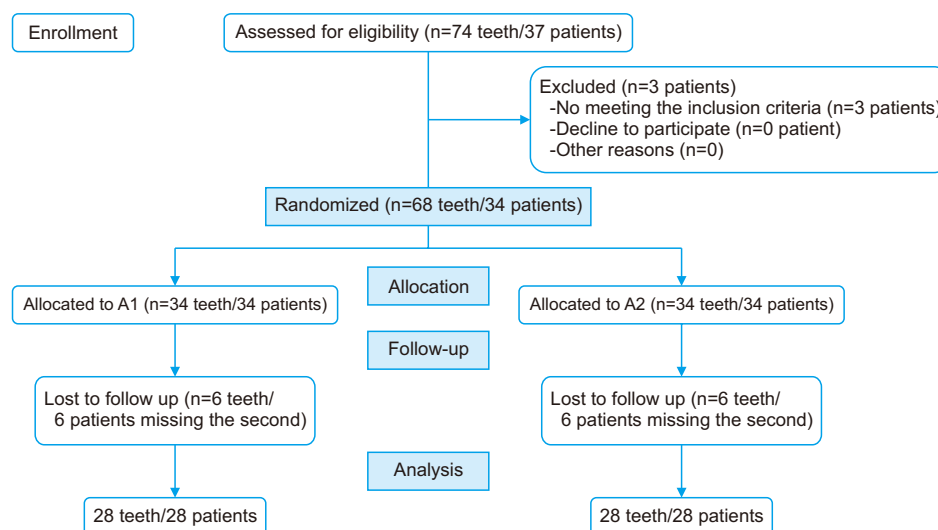 Enrollment
Assessed for eligibility (n=74 teeth/37 patients)
Excluded (n=3 patients)
-No meeting the inclusion criteria (n=3 patients)
-Decline to participate (n=0 patient)
-Other reasons (n=0)
Randomized (n=68 teeth/34 patients)
Allocation
Allocated to A1 (n=34 teeth/34 patients)
Allocated to A2 (n=34 teeth/34 patients)
Follow-up
Lost to follow up (n=6 teeth/
6 patients missing the second)
Lost to follow up (n=6 teeth/
6 patients missing the second)
Analysis
28 teeth/28 patients
28 teeth/28 patients